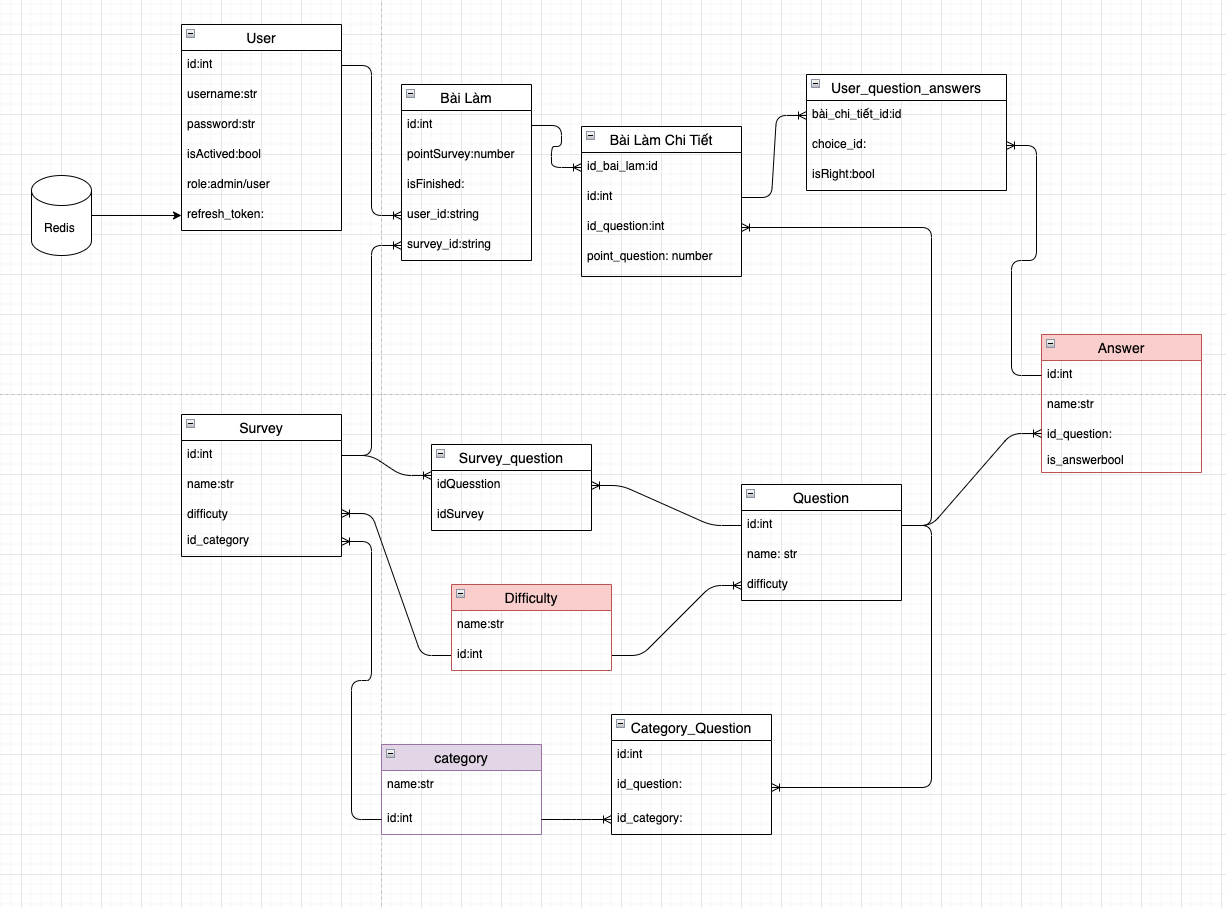 User
id:int
username:str
password:str
isActived:bool
role:admin/user
refresh_token:
Redis
Bài Làm
id:int
pointSurvey:number
isFinished:
user_id:string
survey_id:string
Bài Làm Chi Tiết
id_bai_lam:id
id:int
id_question:int
point_question: number
User_question_answers
bài_chi_tiết_id:id
choice_id:
isRight:bool
Answer
id:int
name:str
id_question:
is_answerbool
Survey
id:int
name:str
difficuty
id_category
Survey_question
idQuesstion
idSurvey
Question
id:int
name: str
difficuty
Difficulty
name:str
id:int
category
name:str
id:int
Category_Question
id:int
id_question:
id_category: